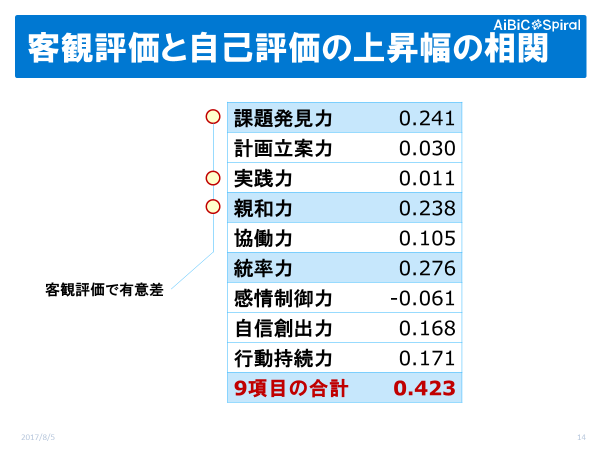 AiBiC Spiral
客観評価と自己評価の上昇幅の相関
課題発見力 0.241
計画立案力 0.030
実践力 0.011
親和力 0.238
協働力 0.105
統率力 0.276
感情制御力 -0.061
自信創出力 0.168
行動持続力 0.171
9項目の合計 0.423
客観評価で有意差
2017/8/5
14